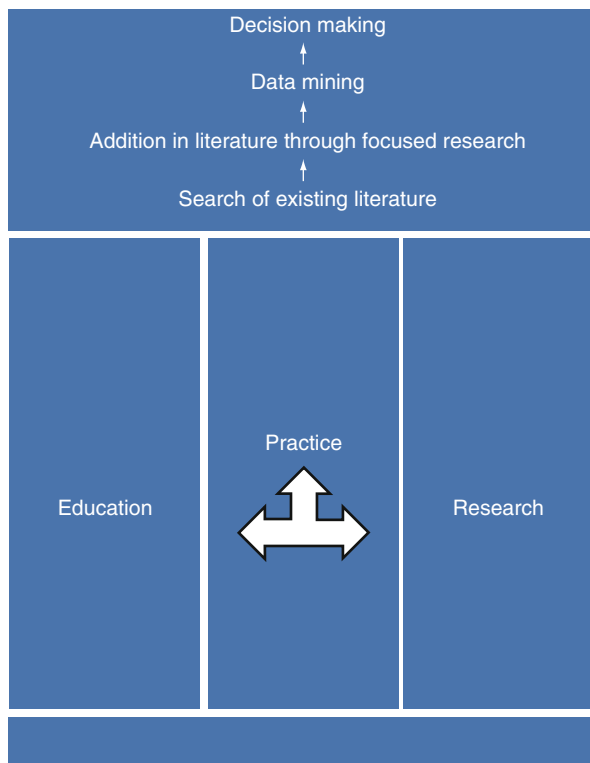 Decision making
Data mining
Addition in literature through focused research
Search of existing literature
Practice
Education
Research